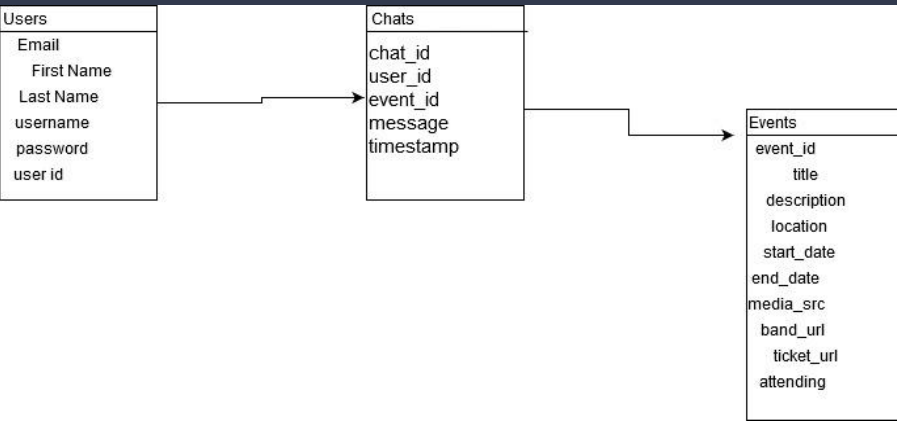 Users
Email
First Name
Last Name
username
password
user id
Chats
chat_id
user_id
event_id
message
timestamp
Events
event_id
title
description
location
start_date
end_date
media_src
band_url
ticket_url
attending